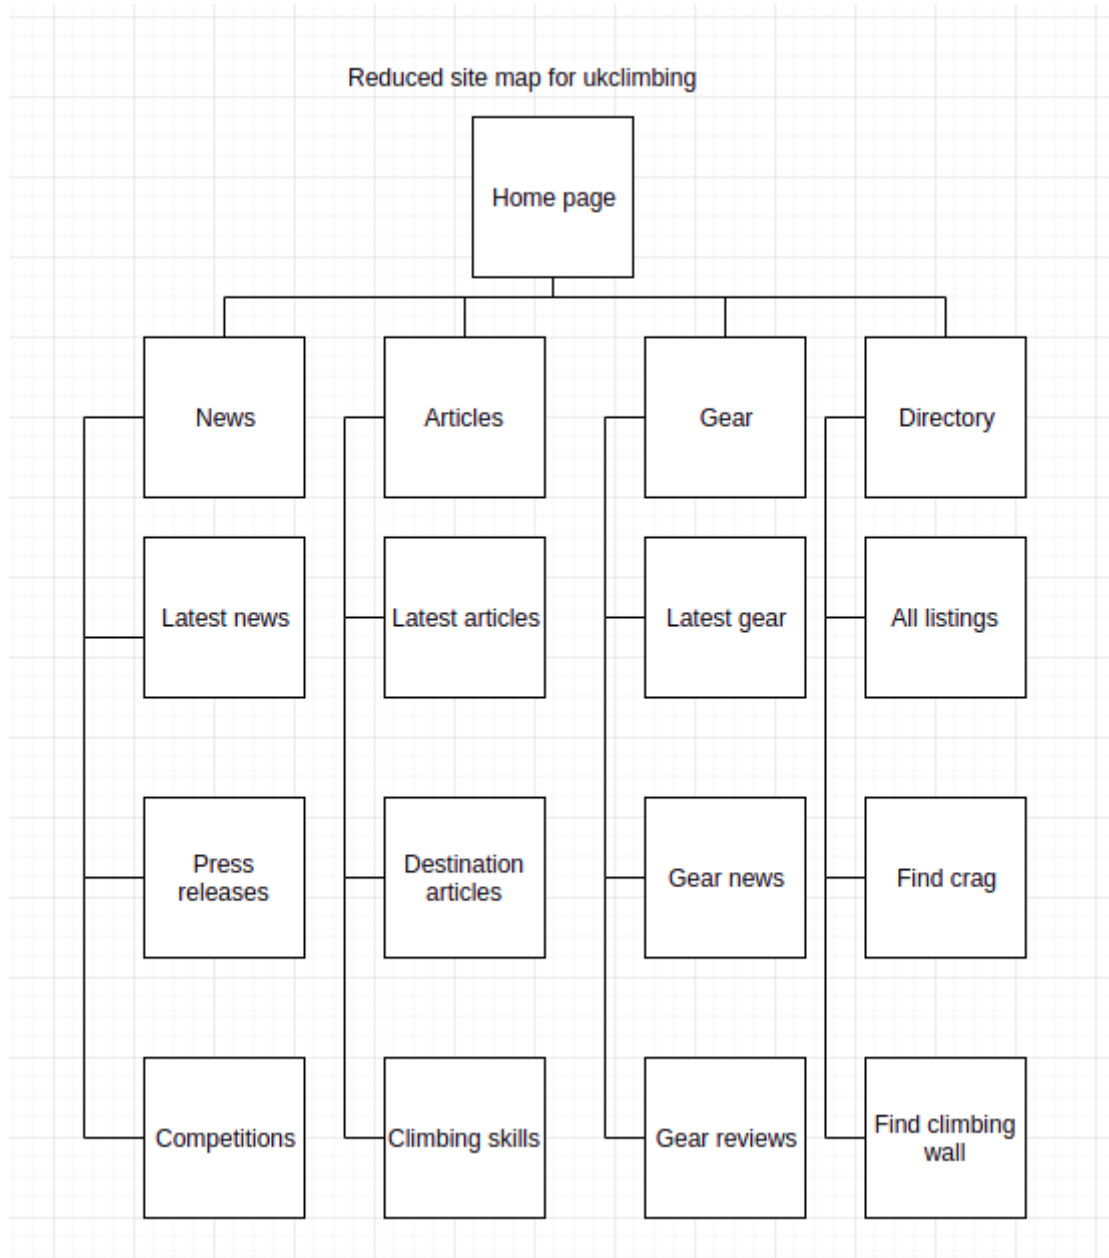 Reduced site map for ukclimbing
Home page
News
Articles
Gear
Directory
Latest news
Latest articles
Latest gear
All listings
Press
releases
Destination
articles
Gear news
Find crag
Competitions
Climbing skills
Gear reviews
Find climbing
wall